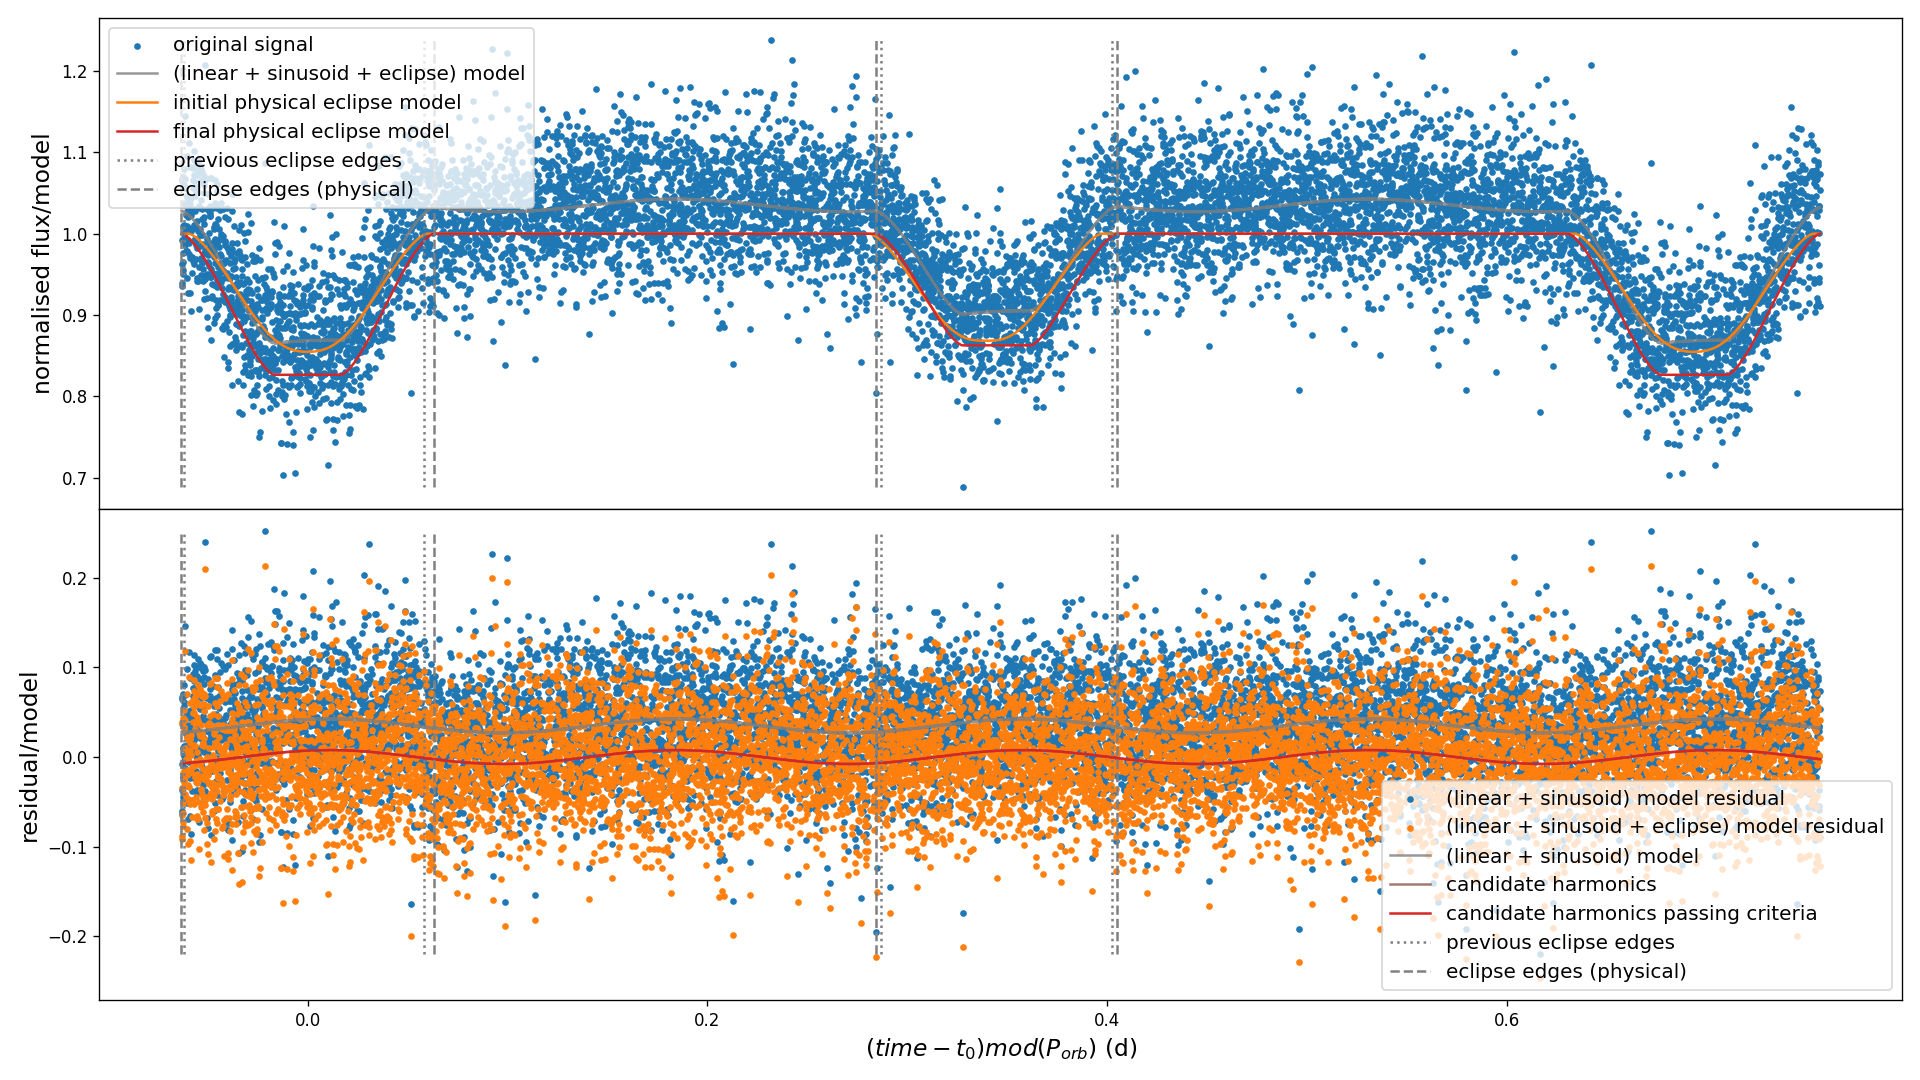 original signal
(linear + sinusoid + eclipse) model
initial physical eclipse model
final physical eclipse model
previous eclipse edges
eclipse edges (physical)
normalised flux/model
1.2
1.1
1.0
0.9
0.8
0.7
residual/model
0.2
0.1
0.0
−0.1
−0.2
(linear + sinusoid) model residual
(linear + sinusoid + eclipse) model residual
(linear + sinusoid) model
candidate harmonics
candidate harmonics passing criteria
previous eclipse edges
eclipse edges (physical)
0.0 0.2 0.4 0.6
(time − t₀)mod(P_orb) (d)